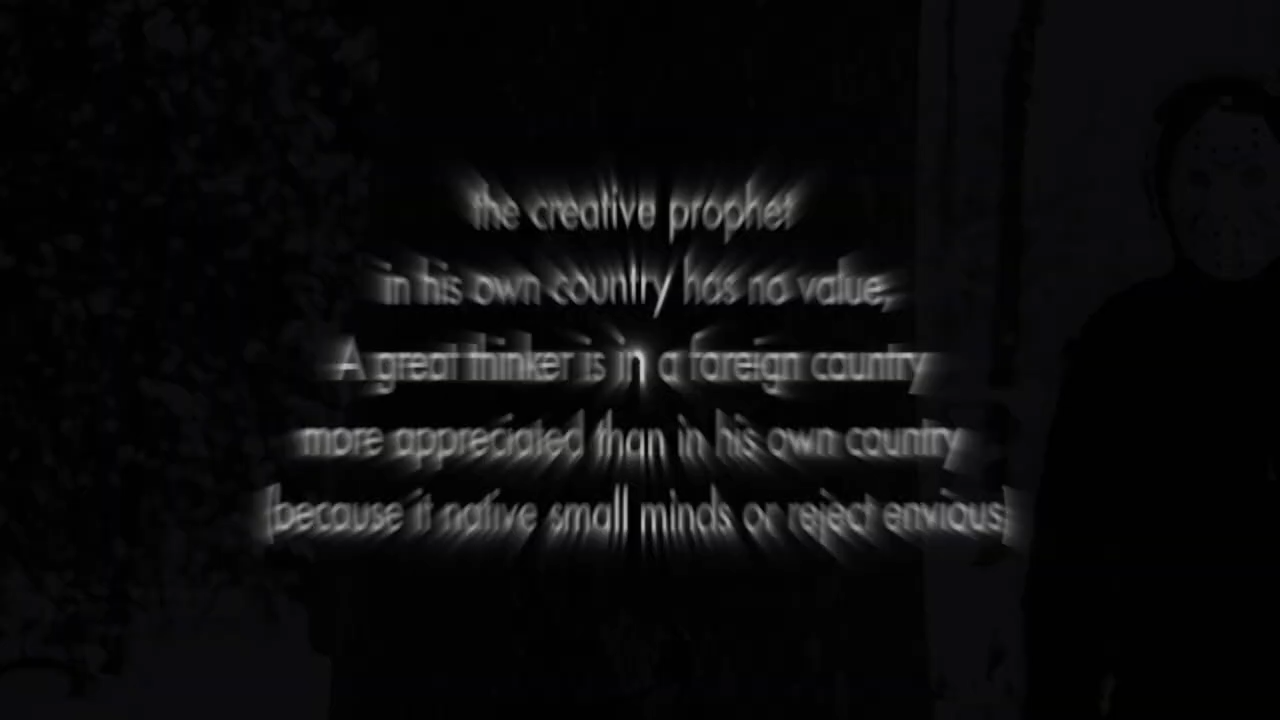 the creative prophet
in his own country has no value,
A great thinker is in a foreign country
more appreciated than in his own country
[because it native small minds or reject envious]